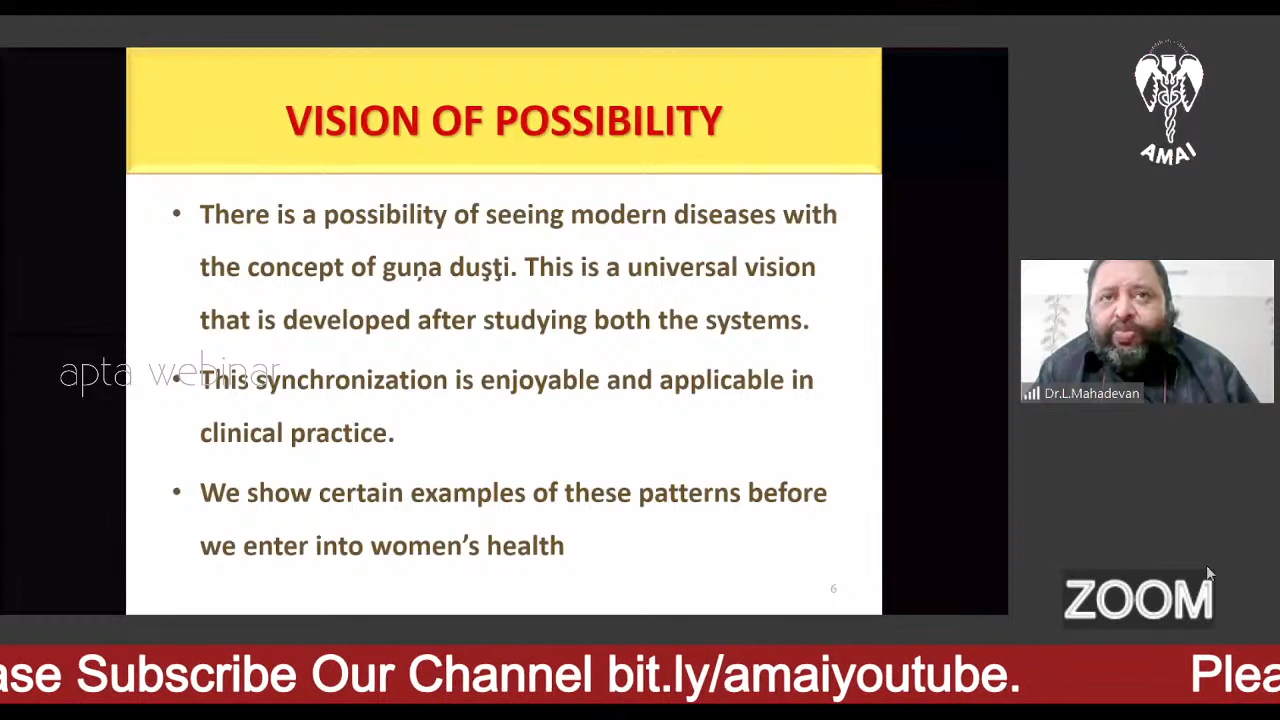 VISION OF POSSIBILITY
• There is a possibility of seeing modern diseases with
the concept of guṇa duşţi. This is a universal vision
that is developed after studying both the systems.
• This synchronization is enjoyable and applicable in
clinical practice.
• We show certain examples of these patterns before
we enter into women’s health
6
apta webinar
AMAI
Dr.L.Mahadevan
ZOOM
ase Subscribe Our Channel bit.ly/amaiyoutube. Plea